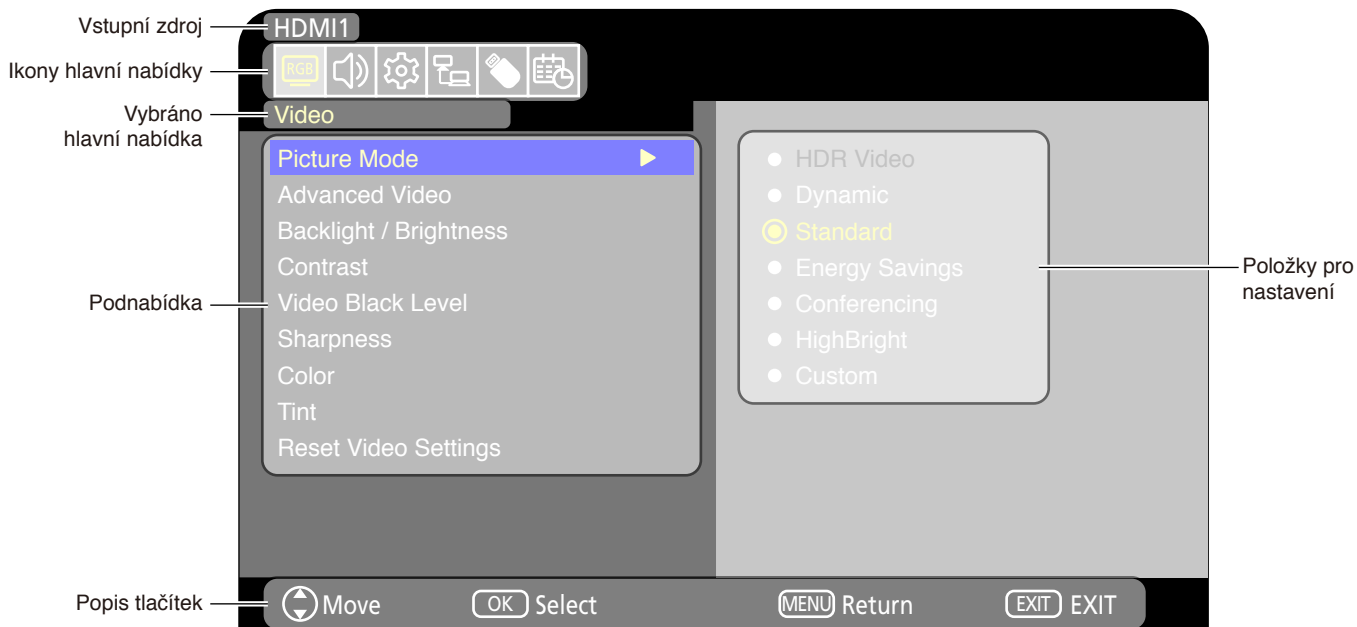 Vstupní zdroj
HDMI1
Ikony hlavní nabídky
RGB
Vybráno
hlavní nabídka
Video
Picture Mode
Advanced Video
Backlight / Brightness
Contrast
Podnabídka
Video Black Level
Sharpness
Color
Tint
Reset Video Settings
HDR Video
Dynamic
Standard
Energy Savings
Conferencing
HighBright
Custom
Položky pro
nastavení
Popis tlačítek
Move
OK Select
MENU Return
EXIT EXIT